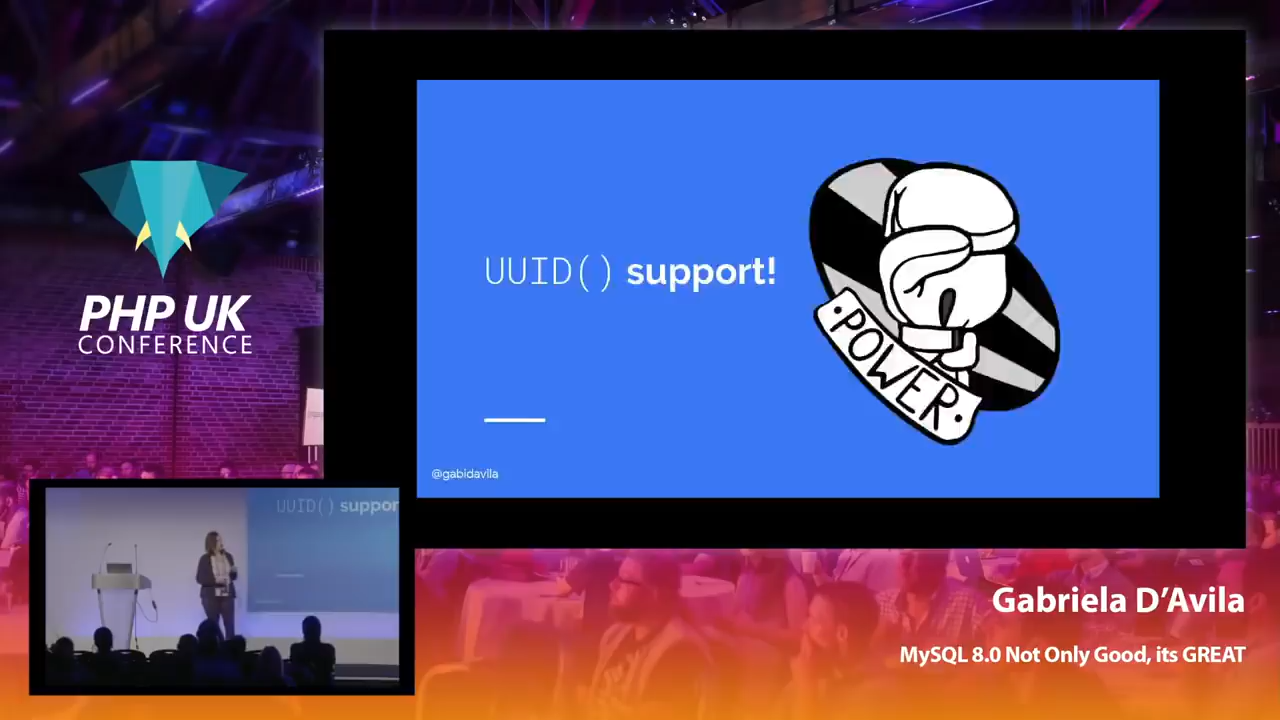 PHP UK
CONFERENCE
UUID() support!
POWER
@gabidavila
UUID() suppor
Gabriela D’Avila
MySQL 8.0 Not Only Good, its GREAT